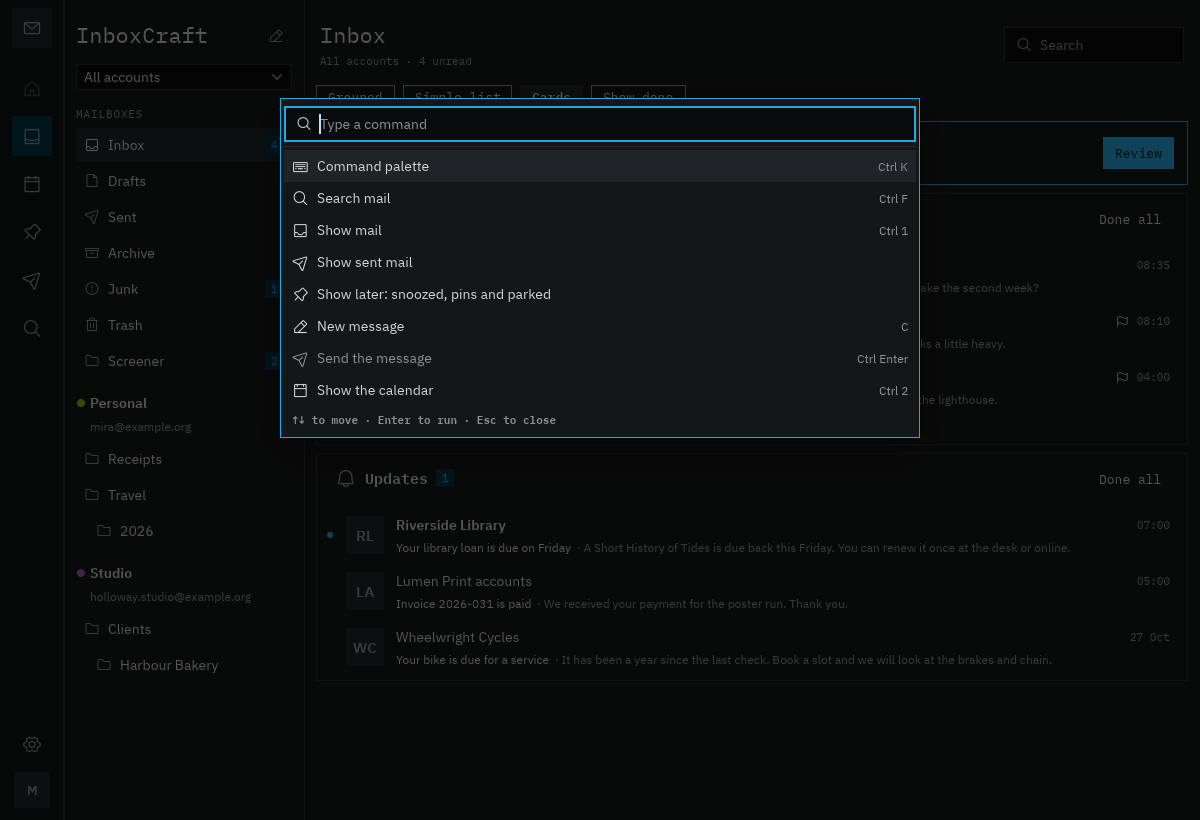 InboxCraft
All accounts
MAILBOXES
Inbox 4
Drafts
Sent
Archive
Junk 1
Trash
Screener 2
Personal
mira@example.org
Receipts
Travel
2026
Studio
holloway.studio@example.org
Clients
Harbour Bakery
M
Inbox
All accounts · 4 unread
Search
Grouped Simple list Cards Show done
Review
Type a command
Command palette Ctrl K
Search mail Ctrl F
Show mail Ctrl 1
Show sent mail
Show later: snoozed, pins and parked
New message C
Send the message Ctrl Enter
Show the calendar Ctrl 2
↑↓ to move · Enter to run · Esc to close
Done all
08:35
ake the second week?
08:10
ks a little heavy.
04:00
the lighthouse.
Updates 1 Done all
RL Riverside Library 07:00
Your library loan is due on Friday · A Short History of Tides is due back this Friday. You can renew it once at the desk or online.
LA Lumen Print accounts 05:00
Invoice 2026-031 is paid · We received your payment for the poster run. Thank you.
WC Wheelwright Cycles 27 Oct
Your bike is due for a service · It has been a year since the last check. Book a slot and we will look at the brakes and chain.